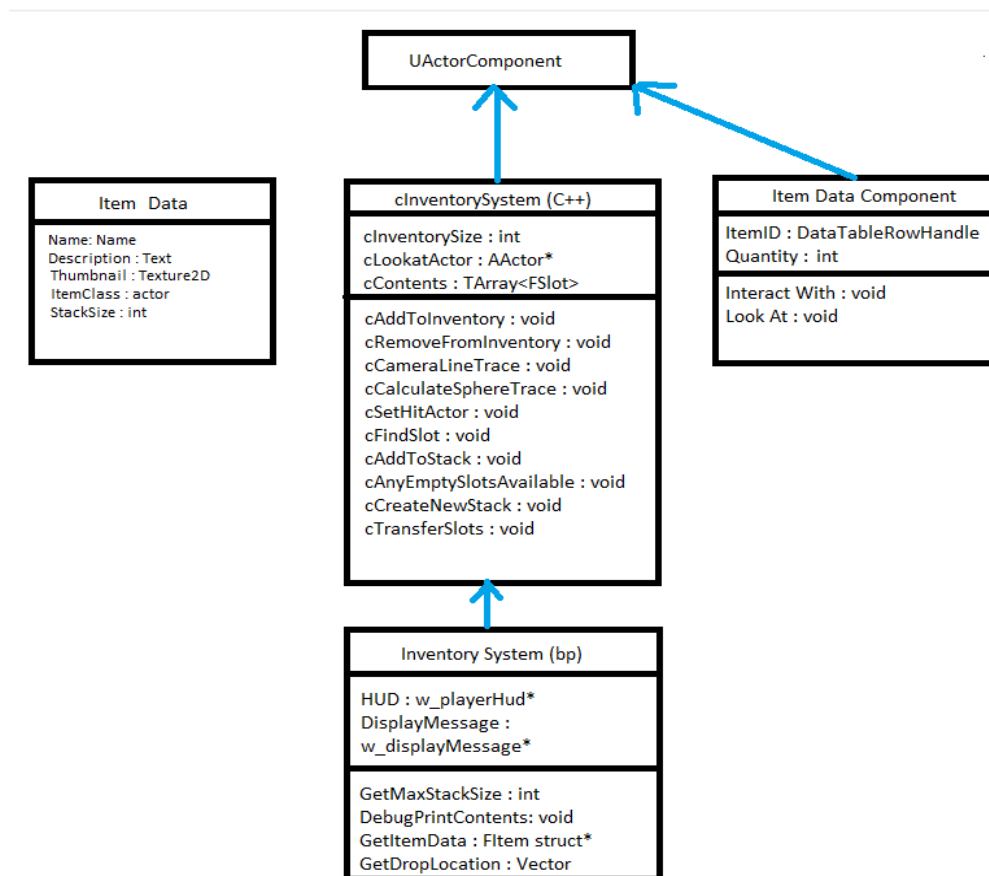 UActorComponent
Item Data
Name: Name
Description : Text
Thumbnail : Texture2D
ItemClass : actor
StackSize : int
cInventorySystem (C++)
cInventorySize : int
cLookatActor : AActor*
cContents : TArray<FSlot>
cAddToInventory : void
cRemoveFromInventory : void
cCameraLineTrace : void
cCalculateSphereTrace : void
cSetHitActor : void
cFindSlot : void
cAddToStack : void
cAnyEmptySlotsAvailable : void
cCreateNewStack : void
cTransferSlots : void
Item Data Component
ItemID : DataTableRowHandle
Quantity : int
Interact With : void
Look At : void
Inventory System (bp)
HUD : w_playerHud*
DisplayMessage :
w_displayMessage*
GetMaxStackSize : int
DebugPrintContents: void
GetItemData : FItem struct*
GetDropLocation : Vector